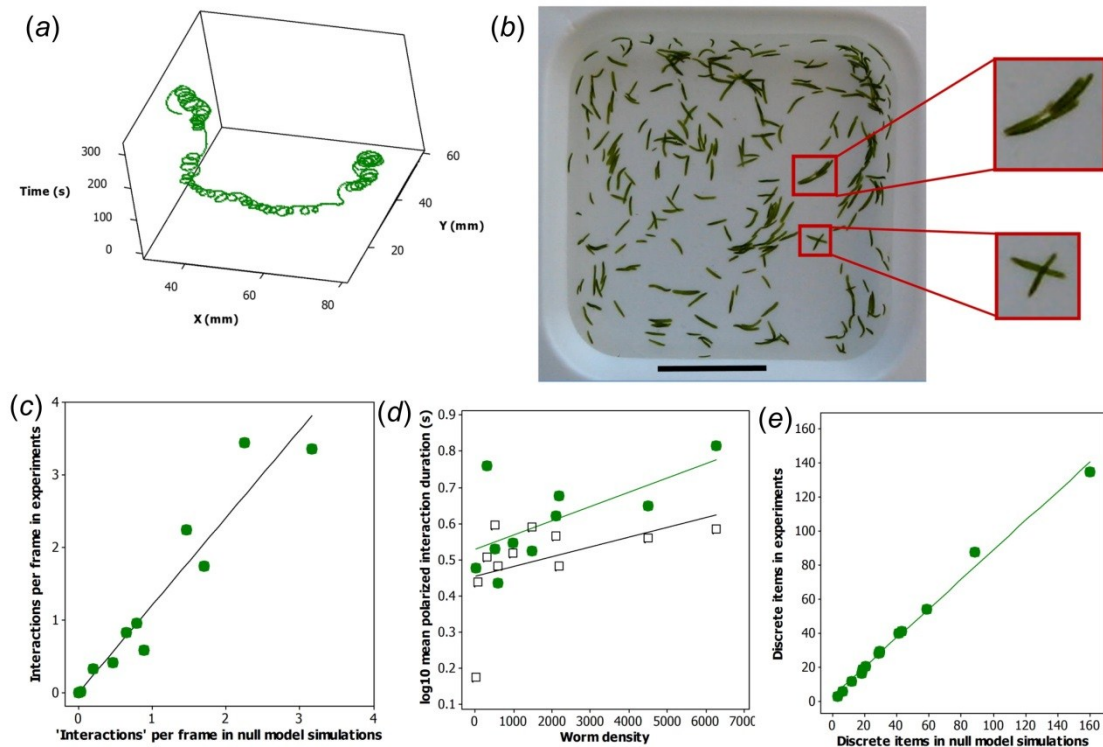 (a)
300
200
100
0
Time (s)
40
60
80
X (mm)
20
40
60
Y (mm)
(b)
(c)
4
3
2
1
0
Interactions per frame in experiments
0 1 2 3 4
'Interactions' per frame in null model simulations
(d)
0.9
0.8
0.7
0.6
0.5
0.4
0.3
0.2
0.1
log10 mean polarized interaction duration (s)
0 1000 2000 3000 4000 5000 6000 7000
Worm density
(e)
160
140
120
100
80
60
40
20
0
Discrete items in experiments
0 20 40 60 80 100 120 140 160
Discrete items in null model simulations